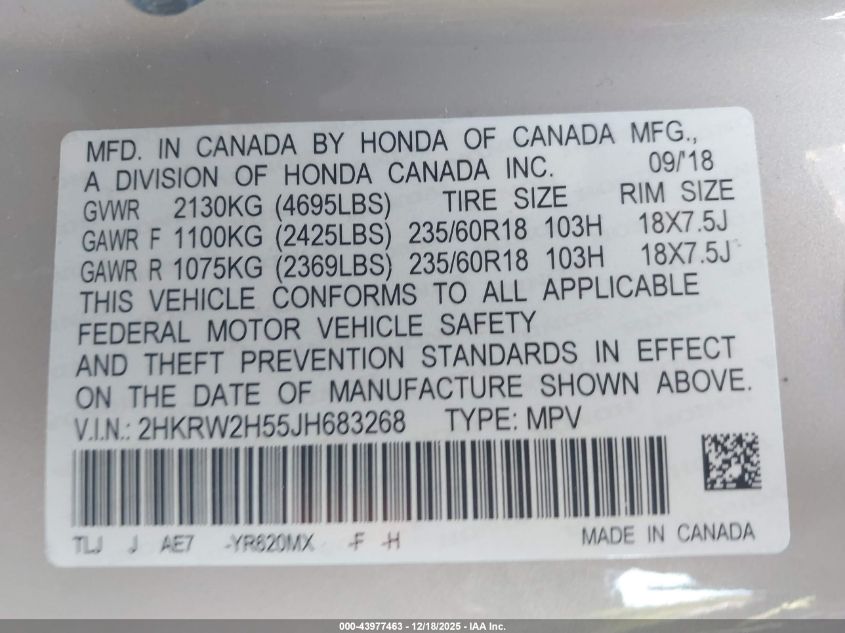 MFD. IN CANADA BY HONDA OF CANADA MFG.,
A DIVISION OF HONDA CANADA INC. 09/'18
GVWR 2130KG (4695LBS) TIRE SIZE RIM SIZE
GAWR F 1100KG (2425LBS) 235/60R18 103H 18X7.5J
GAWR R 1075KG (2369LBS) 235/60R18 103H 18X7.5J
THIS VEHICLE CONFORMS TO ALL APPLICABLE
FEDERAL MOTOR VEHICLE SAFETY
AND THEFT PREVENTION STANDARDS IN EFFECT
ON THE DATE OF MANUFACTURE SHOWN ABOVE.
V.I.N.: 2HKRW2H55JH683268 TYPE: MPV
TLJ J AE7 -YR620MX -F -H MADE IN CANADA
000-43977463 - 12/18/2025 - IAA Inc.